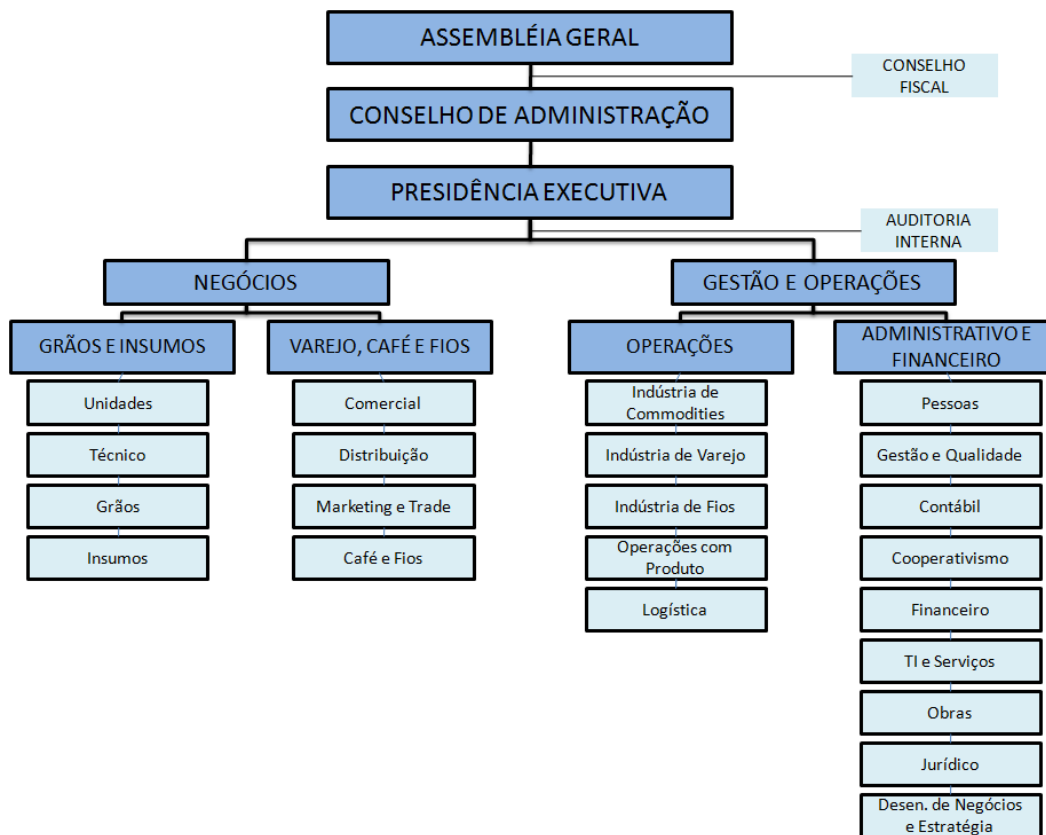 ASSEMBLÉIA GERAL
CONSELHO
FISCAL
CONSELHO DE ADMINISTRAÇÃO
PRESIDÊNCIA EXECUTIVA
AUDITORIA
INTERNA
NEGÓCIOS
GESTÃO E OPERAÇÕES
GRÃOS E INSUMOS
VAREJO, CAFÉ E FIOS
OPERAÇÕES
ADMINISTRATIVO E
FINANCEIRO
Unidades
Técnico
Grãos
Insumos
Comercial
Distribuição
Marketing e Trade
Café e Fios
Indústria de
Commodities
Indústria de Varejo
Indústria de Fios
Operações com
Produto
Logística
Pessoas
Gestão e Qualidade
Contábil
Cooperativismo
Financeiro
TI e Serviços
Obras
Jurídico
Desen. de Negócios
e Estratégia